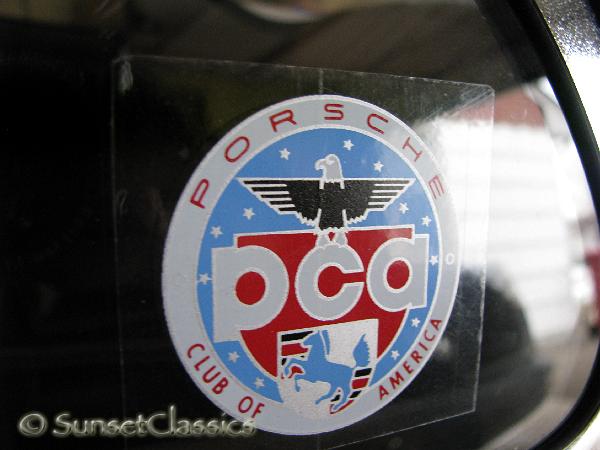 PORSCHE
pca
CLUB OF AMERICA
© SunsetClassics